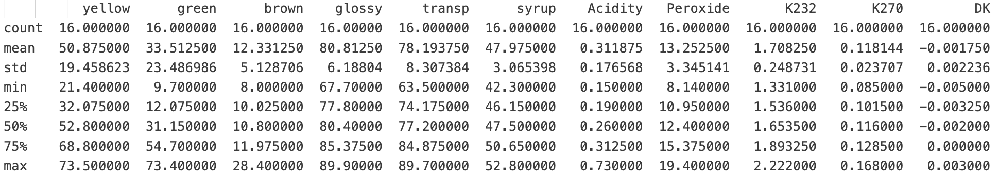 yellow green brown glossy transp syrup Acidity Peroxide K232 K270 DK
count 16.000000 16.000000 16.000000 16.00000 16.000000 16.000000 16.000000 16.000000 16.000000 16.000000 16.000000
mean 50.875000 33.512500 12.331250 80.81250 78.193750 47.975000 0.311875 13.252500 1.708250 0.118144 −0.001750
std 19.458623 23.486986 5.128706 6.18804 8.307384 3.065398 0.176568 3.345141 0.248731 0.023707 0.002236
min 21.400000 9.700000 8.000000 67.70000 63.500000 42.300000 0.150000 8.140000 1.331000 0.085000 −0.005000
25% 32.075000 12.075000 10.025000 77.80000 74.175000 46.150000 0.190000 10.950000 1.536000 0.101500 −0.003250
50% 52.800000 31.150000 10.800000 80.40000 77.200000 47.500000 0.260000 12.400000 1.653500 0.116000 −0.002000
75% 68.800000 54.700000 11.975000 85.37500 84.875000 50.650000 0.312500 15.375000 1.893250 0.128500 0.000000
max 73.500000 73.400000 28.400000 89.90000 89.700000 52.800000 0.730000 19.400000 2.222000 0.168000 0.003000